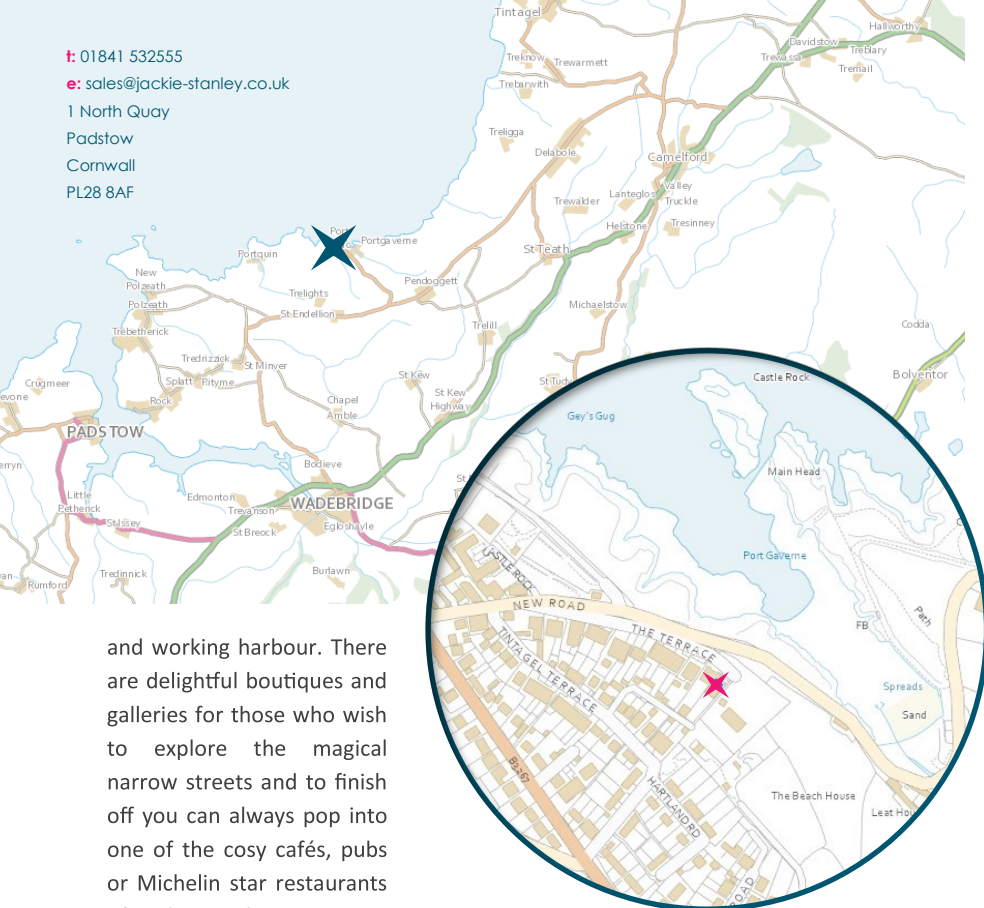 t: 01841 532555
e: sales@jackie-stanley.co.uk
1 North Quay
Padstow
Cornwall
PL28 8AF
Tintagel
Hallworthy
Davidstow
Treknow
Trewassa
Treblary
Trewarmett
Tremail
Trebarwith
Treligga
Delabole
Camelford
Valley
Truckle
Lanteglos
Trewalder
Tresinney
Helstone
Port
Portgaverne
Portquin
St Teath
New
Polzeath
Polzeath
Pendoggett
Trelights
St Endellion
Michaelstow
Trebetherick
Trelill
Codda
Tredrizzick
St Minver
St Kew
Bolventor
Crugmeer
Splatt
Pityme
St Tudy
St Kew
Highway
Rock
Chapel
Amble
PADSTOW
Bodieve
Little
Petherick
Edmonton
Trevanson
WADEBRIDGE
St Issey
St Breock
Egloshayle
Tredinnick
Burlawn
Rumford
Castle Rock
Gey's Gug
Main Head
Port Gaverne
CASTLE ROCK
NEW ROAD
THE TERRACE
TINTAGEL TERRACE
FB
Path
Spreads
Sand
B3267
HARTLAND RD
The Beach House
ROAD
and working harbour. There
are delightful boutiques and
galleries for those who wish
to explore the magical
narrow streets and to finish
off you can always pop into
one of the cosy cafés, pubs
or Michelin star restaurants